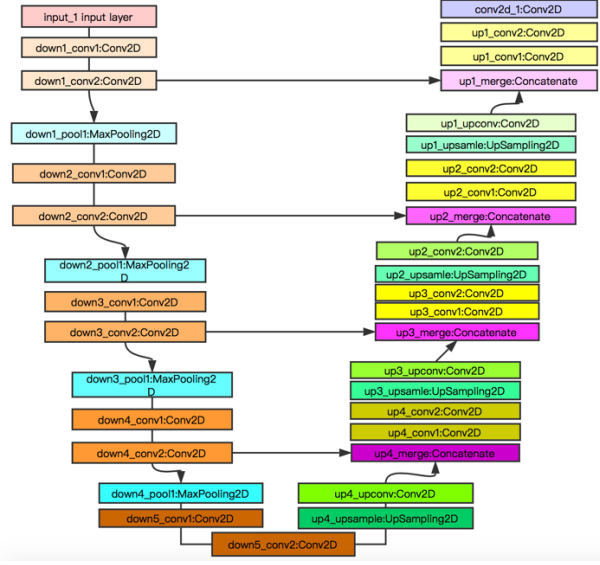 input_1 input layer
down1_conv1:Conv2D
down1_conv2:Conv2D
down1_pool1:MaxPooling2D
down2_conv1:Conv2D
down2_conv2:Conv2D
down2_pool1:MaxPooling2
D
down3_conv1:Conv2D
down3_conv2:Conv2D
down3_pool1:MaxPooling2
D
down4_conv1:Conv2D
down4_conv2:Conv2D
down4_pool1:MaxPooling2D
down5_conv1:Conv2D
down5_conv2:Conv2D
conv2d_1:Conv2D
up1_conv2:Conv2D
up1_conv1:Conv2D
up1_merge:Concatenate
up1_upconv:Conv2D
up1_upsamle:UpSampling2D
up2_conv2:Conv2D
up2_conv1:Conv2D
up2_merge:Concatenate
up2_conv2:Conv2D
up2_upsamle:UpSampling2D
up3_conv2:Conv2D
up3_conv1:Conv2D
up3_merge:Concatenate
up3_upconv:Conv2D
up3_upsamle:UpSampling2D
up4_conv2:Conv2D
up4_conv1:Conv2D
up4_merge:Concatenate
up4_upconv:Conv2D
up4_upsample:UpSampling2D